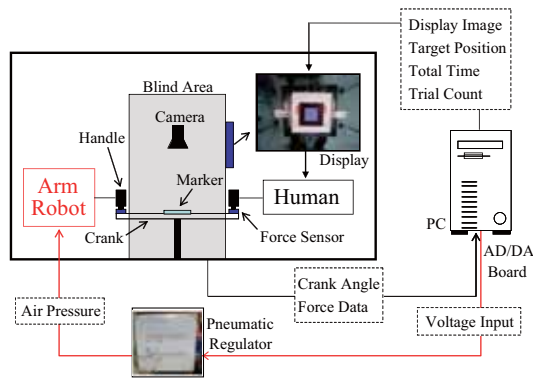 Display Image
Target Position
Total Time
Trial Count
Blind Area
Camera
Handle
Display
Marker
Arm
Robot
Human
Crank
Force Sensor
PC
AD/DA
Board
Crank Angle
Force Data
Air Pressure
Pneumatic
Regulator
Voltage Input